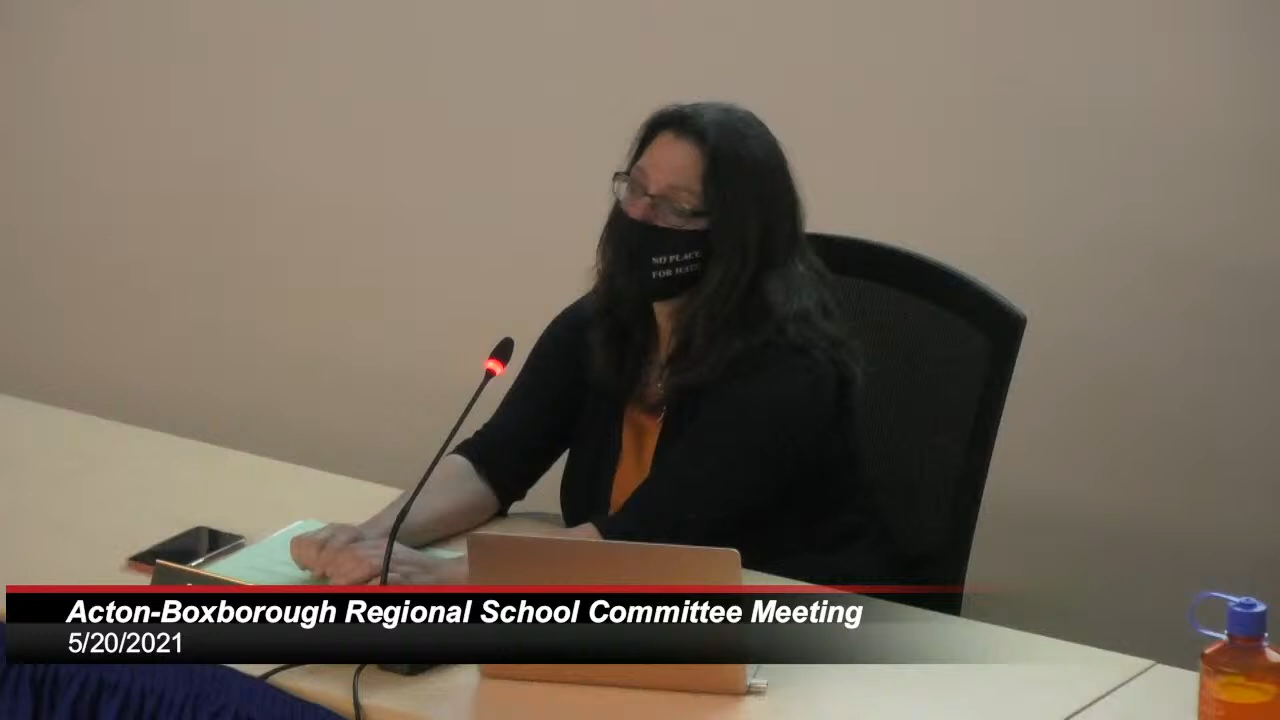 NO PLACE
FOR HATE
Acton-Boxborough Regional School Committee Meeting
5/20/2021